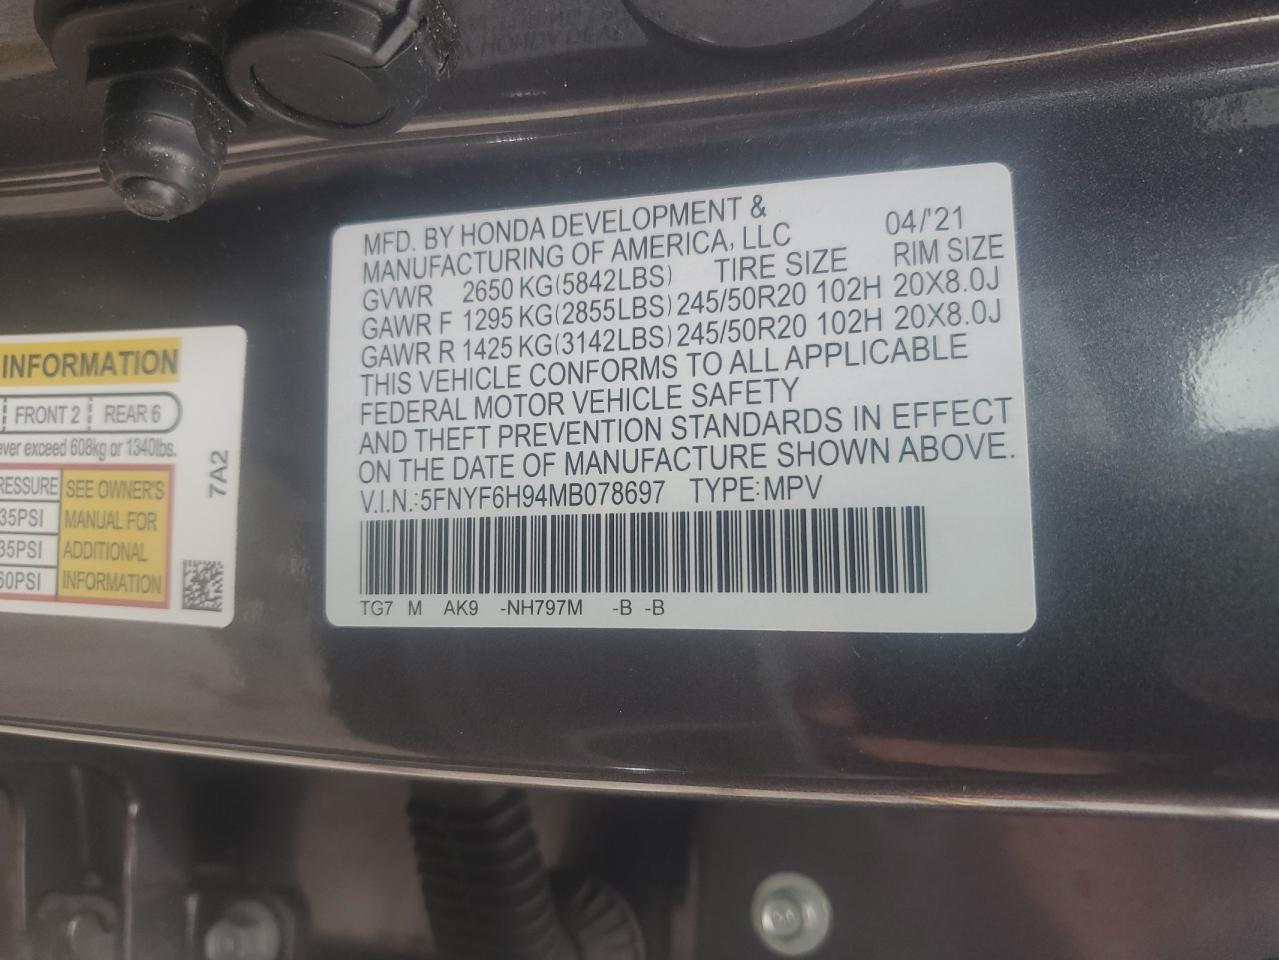 INFORMATION
FRONT 2 REAR 6
ever exceed 608kg or 1340lbs.
RESSURE SEE OWNER'S
35PSI MANUAL FOR
35PSI ADDITIONAL
60PSI INFORMATION
7A2
MFD. BY HONDA DEVELOPMENT & 04/'21
MANUFACTURING OF AMERICA, LLC
GVWR 2650 KG(5842LBS) TIRE SIZE RIM SIZE
GAWR F 1295 KG(2855LBS) 245/50R20 102H 20X8.0J
GAWR R 1425 KG(3142LBS) 245/50R20 102H 20X8.0J
THIS VEHICLE CONFORMS TO ALL APPLICABLE
FEDERAL MOTOR VEHICLE SAFETY
AND THEFT PREVENTION STANDARDS IN EFFECT
ON THE DATE OF MANUFACTURE SHOWN ABOVE.
V.I.N.:5FNYF6H94MB078697 TYPE:MPV
TG7 M AK9 -NH797M -B -B